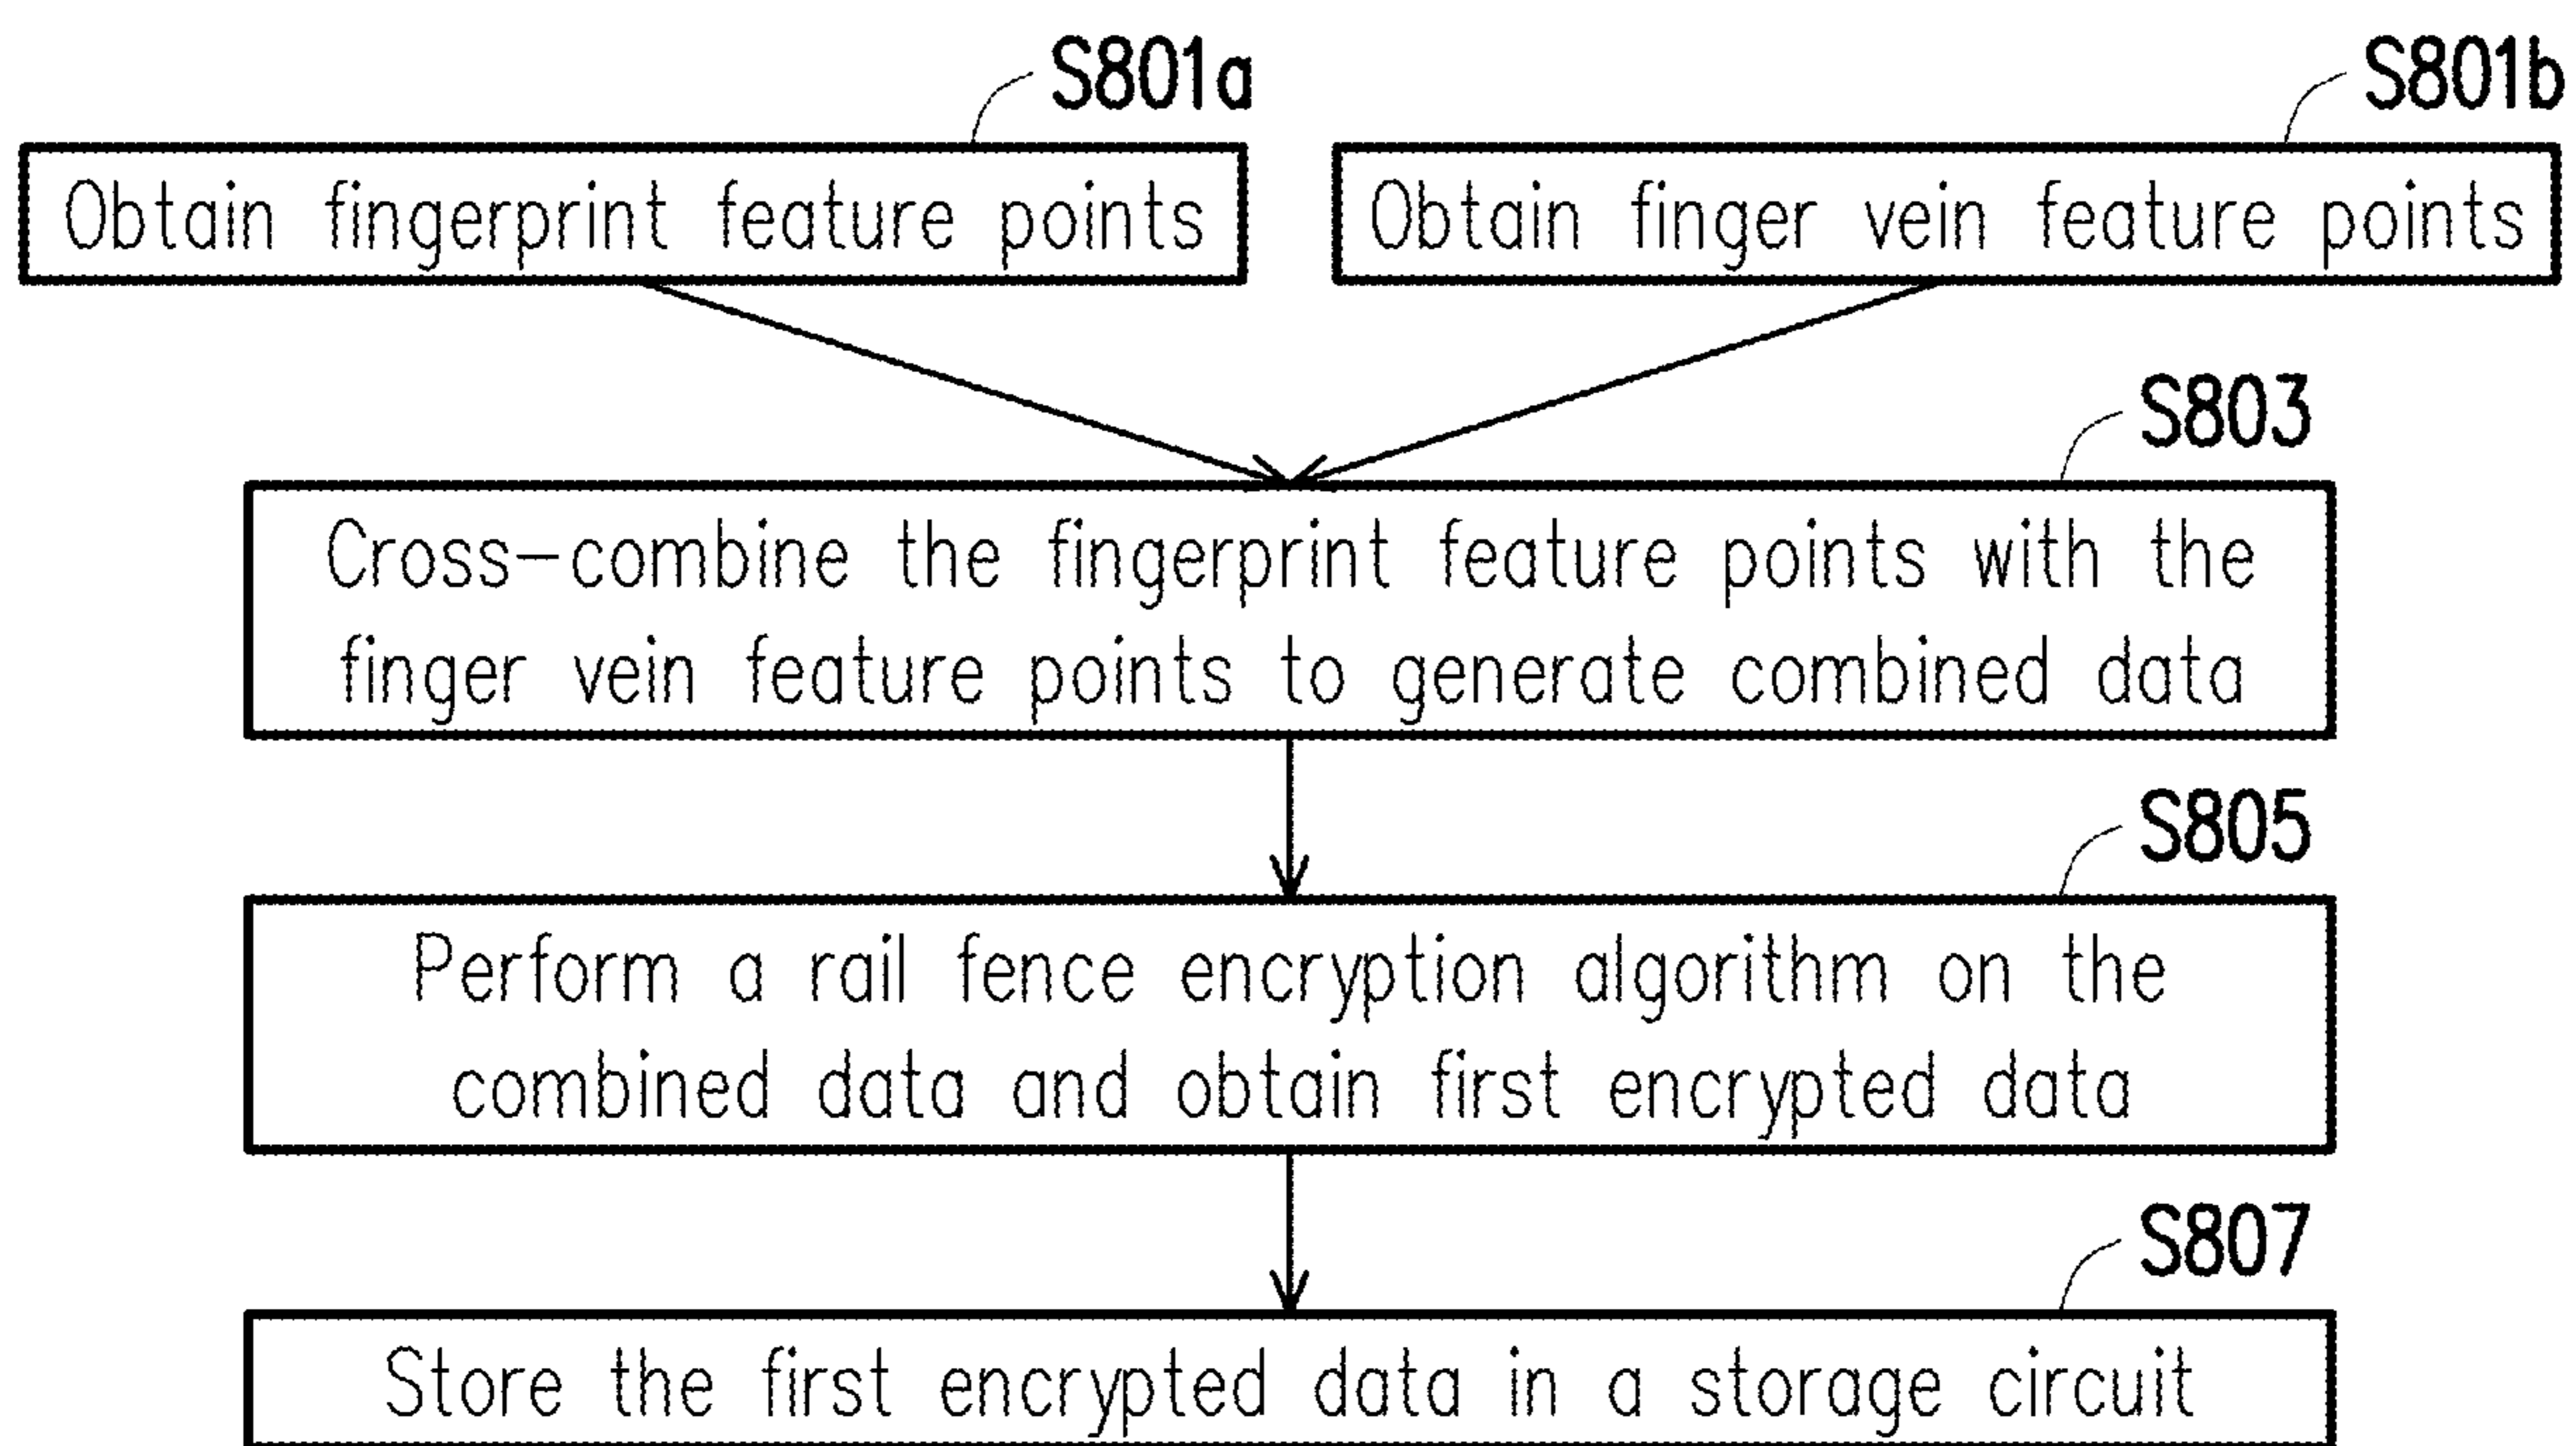 S801a
S801b
Obtain fingerprint feature points
Obtain finger vein feature points
S803
Cross-combine the fingerprint feature points with the
finger vein feature points to generate combined data
S805
Perform a rail fence encryption algorithm on the
combined data and obtain first encrypted data
S807
Store the first encrypted data in a storage circuit